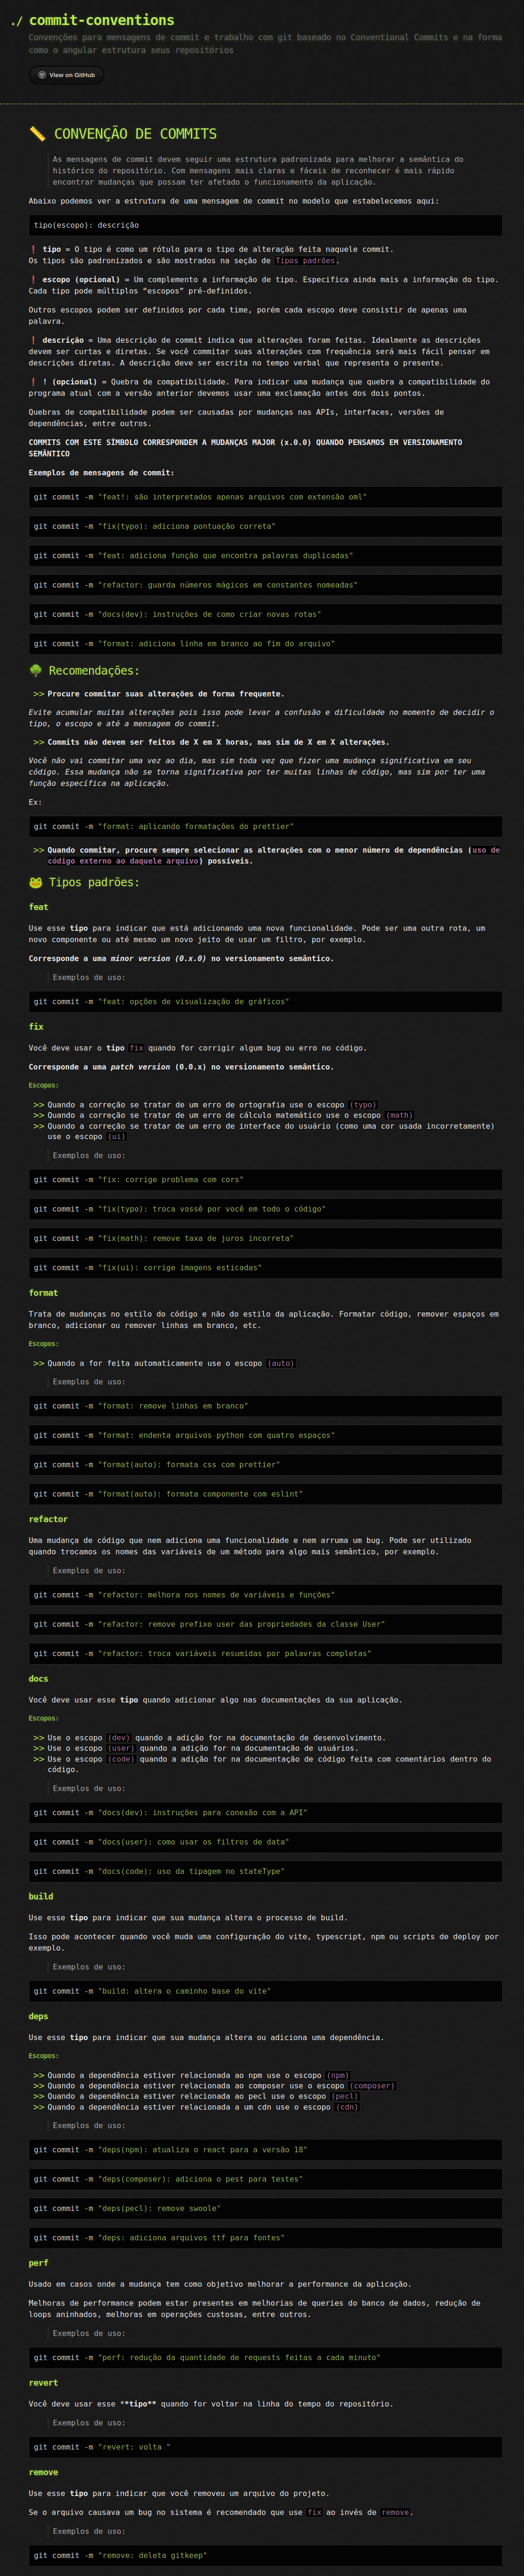 ./ commit-conventions
Convenções para mensagens de commit e trabalho com git baseado no Conventional Commits e na forma
como o angular estrutura seus repositórios
View on GitHub
📏 CONVENÇÃO DE COMMITS
As mensagens de commit devem seguir uma estrutura padronizada para melhorar a semântica do
histórico do repositório. Com mensagens mais claras e fáceis de reconhecer é mais rápido
encontrar mudanças que possam ter afetado o funcionamento da aplicação.
Abaixo podemos ver a estrutura de uma mensagem de commit no modelo que estabelecemos aqui:
tipo(escopo): descrição
❗ tipo = O tipo é como um rótulo para o tipo de alteração feita naquele commit.
Os tipos são padronizados e são mostrados na seção de Tipos padrões.
❗ escopo (opcional) = Um complemento a informação de tipo. Especifica ainda mais a informação do tipo.
Cada tipo pode múltiplos “escopos” pré-definidos.
Outros escopos podem ser definidos por cada time, porém cada escopo deve consistir de apenas uma
palavra.
❗ descrição = Uma descrição de commit indica que alterações foram feitas. Idealmente as descrições
devem ser curtas e diretas. Se você commitar suas alterações com frequência será mais fácil pensar em
descrições diretas. A descrição deve ser escrita no tempo verbal que representa o presente.
❗ ! (opcional) = Quebra de compatibilidade. Para indicar uma mudança que quebra a compatibilidade do
programa atual com a versão anterior devemos usar uma exclamação antes dos dois pontos.
Quebras de compatibilidade podem ser causadas por mudanças nas APIs, interfaces, versões de
dependências, entre outros.
COMMITS COM ESTE SÍMBOLO CORRESPONDEM A MUDANÇAS MAJOR (x.0.0) QUANDO PENSAMOS EM VERSIONAMENTO
SEMÂNTICO
Exemplos de mensagens de commit:
git commit -m "feat!: são interpretados apenas arquivos com extensão oml"
git commit -m "fix(typo): adiciona pontuação correta"
git commit -m "feat: adiciona função que encontra palavras duplicadas"
git commit -m "refactor: guarda números mágicos em constantes nomeadas"
git commit -m "docs(dev): instruções de como criar novas rotas"
git commit -m "format: adiciona linha em branco ao fim do arquivo"
🌳 Recomendações:
>> Procure commitar suas alterações de forma frequente.
Evite acumular muitas alterações pois isso pode levar a confusão e dificuldade no momento de decidir o
tipo, o escopo e até a mensagem do commit.
>> Commits não devem ser feitos de X em X horas, mas sim de X em X alterações.
Você não vai commitar uma vez ao dia, mas sim toda vez que fizer uma mudança significativa em seu
código. Essa mudança não se torna significativa por ter muitas linhas de código, mas sim por ter uma
função específica na aplicação.
Ex:
git commit -m "format: aplicando formatações do prettier"
>> Quando commitar, procure sempre selecionar as alterações com o menor número de dependências (uso de
código externo ao daquele arquivo) possíveis.
🐸 Tipos padrões:
feat
Use esse tipo para indicar que está adicionando uma nova funcionalidade. Pode ser uma outra rota, um
novo componente ou até mesmo um novo jeito de usar um filtro, por exemplo.
Corresponde a uma minor version (0.x.0) no versionamento semântico.
Exemplos de uso:
git commit -m "feat: opções de visualização de gráficos"
fix
Você deve usar o tipo fix quando for corrigir algum bug ou erro no código.
Corresponde a uma patch version (0.0.x) no versionamento semântico.
Escopos:
>> Quando a correção se tratar de um erro de ortografia use o escopo (typo)
>> Quando a correção se tratar de um erro de cálculo matemático use o escopo (math)
>> Quando a correção se tratar de um erro de interface do usuário (como uma cor usada incorretamente)
use o escopo (ui)
Exemplos de uso:
git commit -m "fix: corrige problema com cors"
git commit -m "fix(typo): troca vossê por você em todo o código"
git commit -m "fix(math): remove taxa de juros incorreta"
git commit -m "fix(ui): corrige imagens esticadas"
format
Trata de mudanças no estilo do código e não do estilo da aplicação. Formatar código, remover espaços em
branco, adicionar ou remover linhas em branco, etc.
Escopos:
>> Quando a for feita automaticamente use o escopo (auto)
Exemplos de uso:
git commit -m "format: remove linhas em branco"
git commit -m "format: endenta arquivos python com quatro espaços"
git commit -m "format(auto): formata css com prettier"
git commit -m "format(auto): formata componente com eslint"
refactor
Uma mudança de código que nem adiciona uma funcionalidade e nem arruma um bug. Pode ser utilizado
quando trocamos os nomes das variáveis de um método para algo mais semântico, por exemplo.
Exemplos de uso:
git commit -m "refactor: melhora nos nomes de variáveis e funções"
git commit -m "refactor: remove prefixo user das propriedades da classe User"
git commit -m "refactor: troca variáveis resumidas por palavras completas"
docs
Você deve usar esse tipo quando adicionar algo nas documentações da sua aplicação.
Escopos:
>> Use o escopo (dev) quando a adição for na documentação de desenvolvimento.
>> Use o escopo (user) quando a adição for na documentação de usuários.
>> Use o escopo (code) quando a adição for na documentação de código feita com comentários dentro do
código.
Exemplos de uso:
git commit -m "docs(dev): instruções para conexão com a API"
git commit -m "docs(user): como usar os filtros de data"
git commit -m "docs(code): uso da tipagem no stateType"
build
Use esse tipo para indicar que sua mudança altera o processo de build.
Isso pode acontecer quando você muda uma configuração do vite, typescript, npm ou scripts de deploy por
exemplo.
Exemplos de uso:
git commit -m "build: altera o caminho base do vite"
deps
Use esse tipo para indicar que sua mudança altera ou adiciona uma dependência.
Escopos:
>> Quando a dependência estiver relacionada ao npm use o escopo (npm)
>> Quando a dependência estiver relacionada ao composer use o escopo (composer)
>> Quando a dependência estiver relacionada ao pecl use o escopo (pecl)
>> Quando a dependência estiver relacionada a um cdn use o escopo (cdn)
Exemplos de uso:
git commit -m "deps(npm): atualiza o react para a versão 18"
git commit -m "deps(composer): adiciona o pest para testes"
git commit -m "deps(pecl): remove swoole"
git commit -m "deps: adiciona arquivos ttf para fontes"
perf
Usado em casos onde a mudança tem como objetivo melhorar a performance da aplicação.
Melhoras de performance podem estar presentes em melhorias de queries do banco de dados, redução de
loops aninhados, melhoras em operações custosas, entre outros.
Exemplos de uso:
git commit -m "perf: redução da quantidade de requests feitas a cada minuto"
revert
Você deve usar esse **tipo** quando for voltar na linha do tempo do repositório.
Exemplos de uso:
git commit -m "revert: volta "
remove
Use esse tipo para indicar que você removeu um arquivo do projeto.
Se o arquivo causava um bug no sistema é recomendado que use fix ao invés de remove.
Exemplos de uso:
git commit -m "remove: deleta gitkeep"